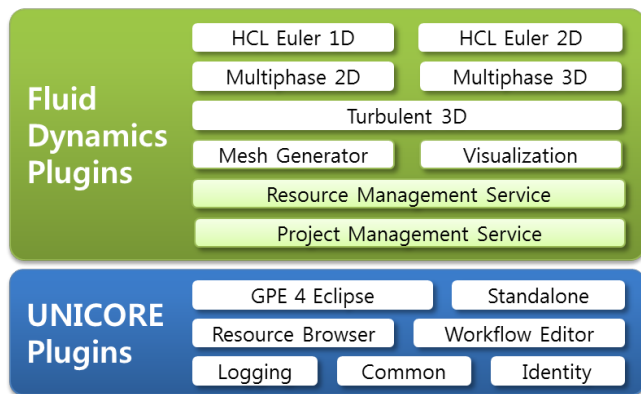 Fluid
Dynamics
Plugins
HCL Euler 1D
HCL Euler 2D
Multiphase 2D
Multiphase 3D
Turbulent 3D
Mesh Generator
Visualization
Resource Management Service
Project Management Service
UNICORE
Plugins
GPE 4 Eclipse
Standalone
Resource Browser
Workflow Editor
Logging
Common
Identity